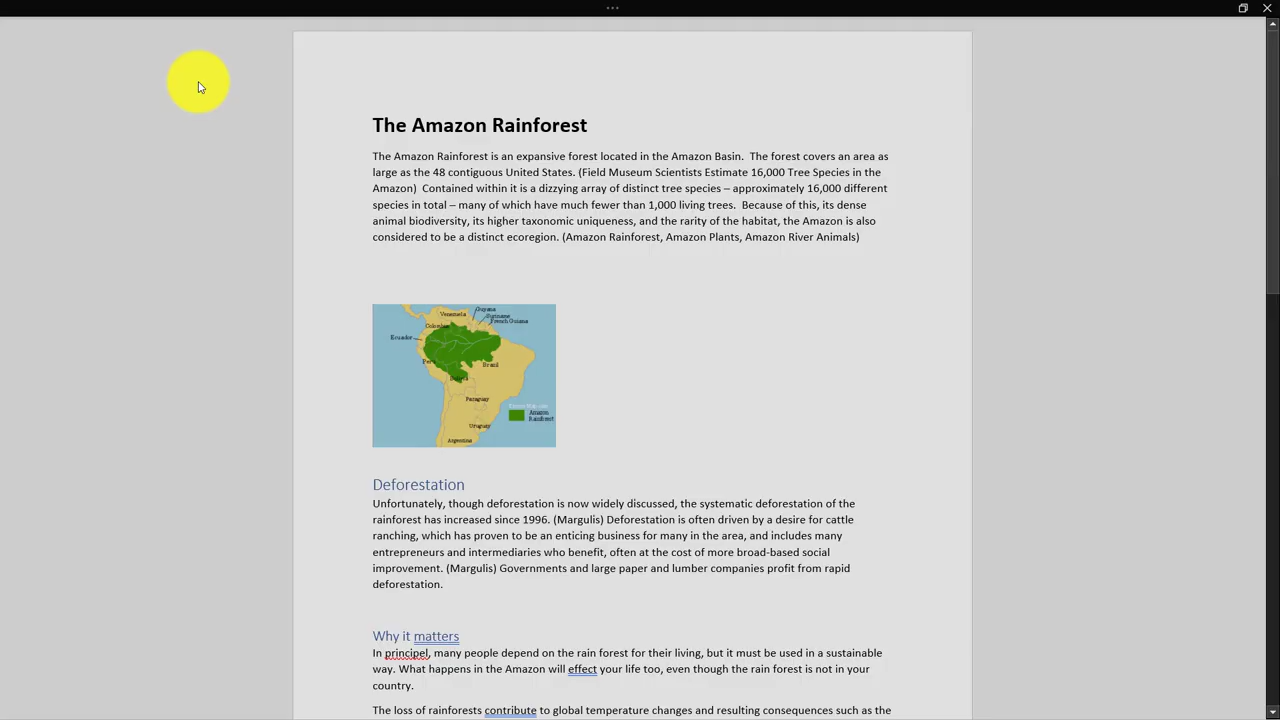 The Amazon Rainforest
The Amazon Rainforest is an expansive forest located in the Amazon Basin.  The forest covers an area as
large as the 48 contiguous United States. (Field Museum Scientists Estimate 16,000 Tree Species in the
Amazon)  Contained within it is a dizzying array of distinct tree species – approximately 16,000 different
species in total – many of which have much fewer than 1,000 living trees.  Because of this, its dense
animal biodiversity, its higher taxonomic uniqueness, and the rarity of the habitat, the Amazon is also
considered to be a distinct ecoregion. (Amazon Rainforest, Amazon Plants, Amazon River Animals)
Guyana
Venezuela
Suriname
French Guiana
Colombia
Ecuador
Peru
Brazil
Bolivia
Paraguay
Amazon
Rainforest
Uruguay
Argentina
Deforestation
Unfortunately, though deforestation is now widely discussed, the systematic deforestation of the
rainforest has increased since 1996. (Margulis) Deforestation is often driven by a desire for cattle
ranching, which has proven to be an enticing business for many in the area, and includes many
entrepreneurs and intermediaries who benefit, often at the cost of more broad-based social
improvement. (Margulis) Governments and large paper and lumber companies profit from rapid
deforestation.
Why it matters
In principel, many people depend on the rain forest for their living, but it must be used in a sustainable
way. What happens in the Amazon will effect your life too, even though the rain forest is not in your
country.
The loss of rainforests contribute to global temperature changes and resulting consequences such as the